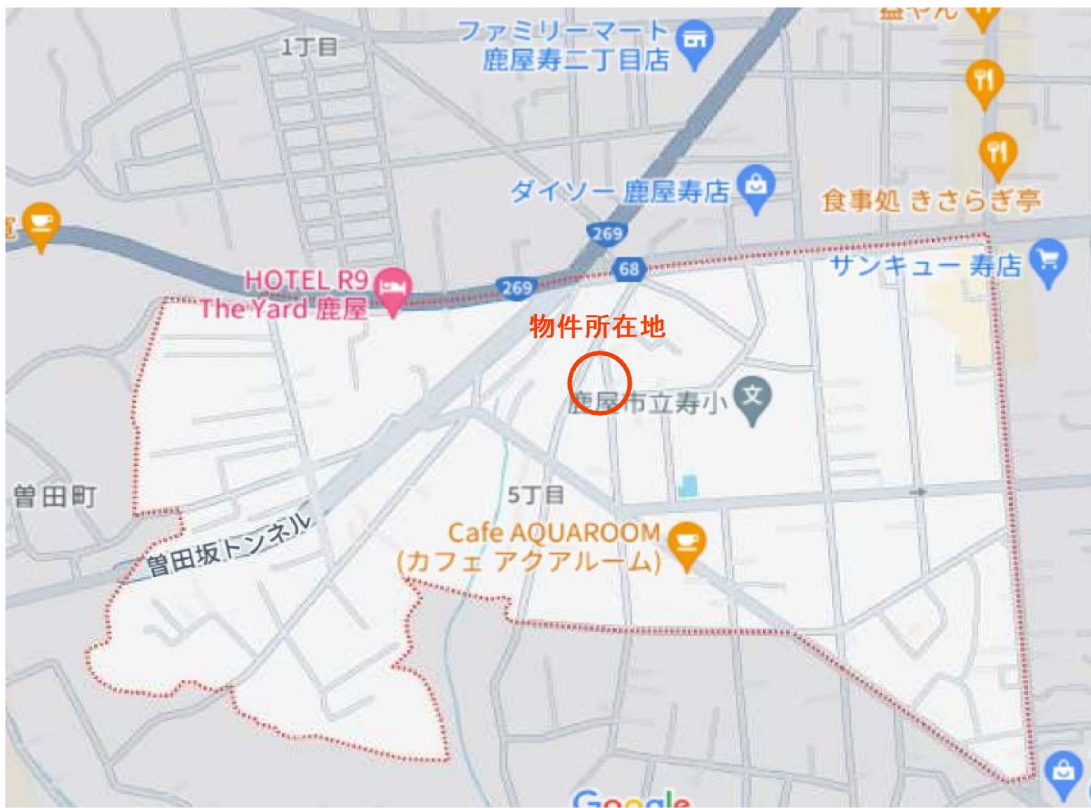 益やん
1丁目
ファミリーマート
鹿屋寿二丁目店
ダイソー 鹿屋寿店
食事処 きさらぎ亭
269
68
サンキュー 寿店
HOTEL R9
The Yard 鹿屋
269
物件所在地
鹿屋市立寿小
文
曽田町
5丁目
曽田坂トンネル
Cafe AQUAROOM
(カフェ アクアルーム)
Google